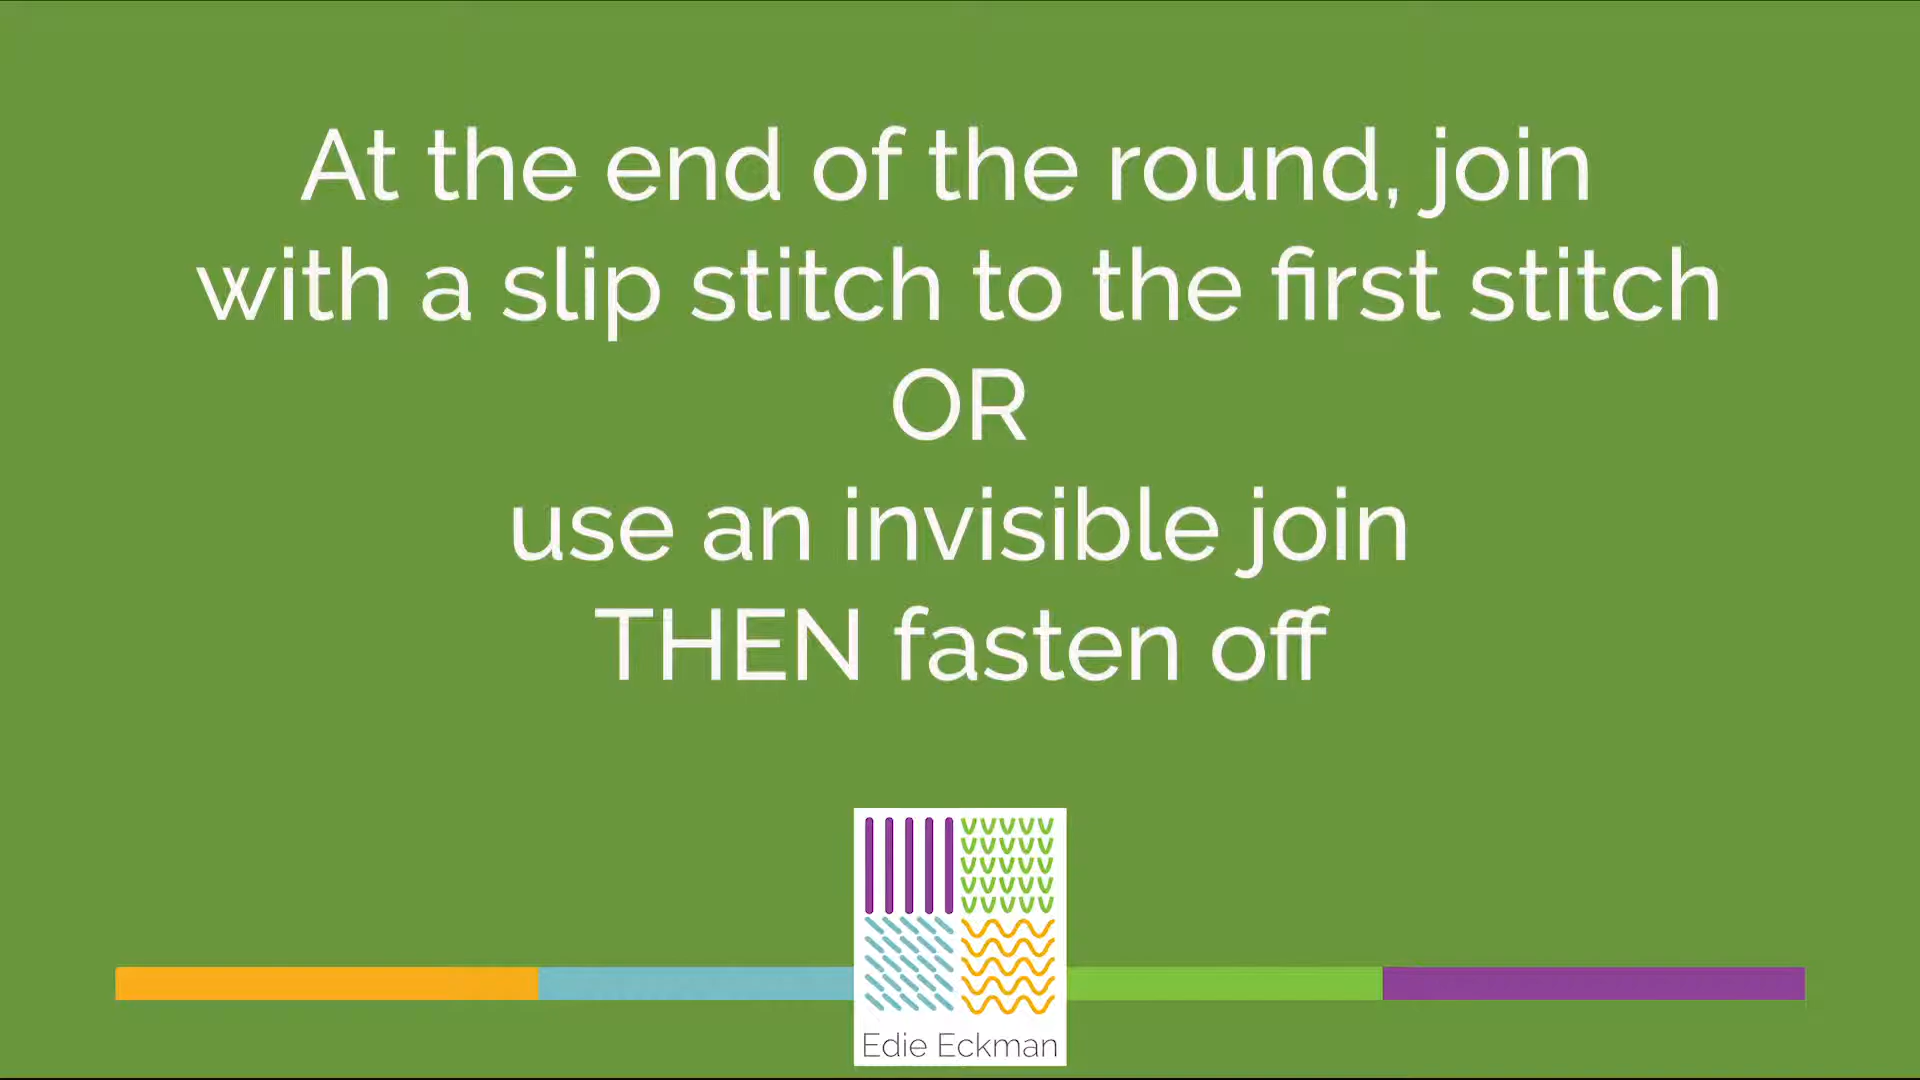 At the end of the round, join
with a slip stitch to the first stitch
OR
use an invisible join
THEN fasten off
Edie Eckman